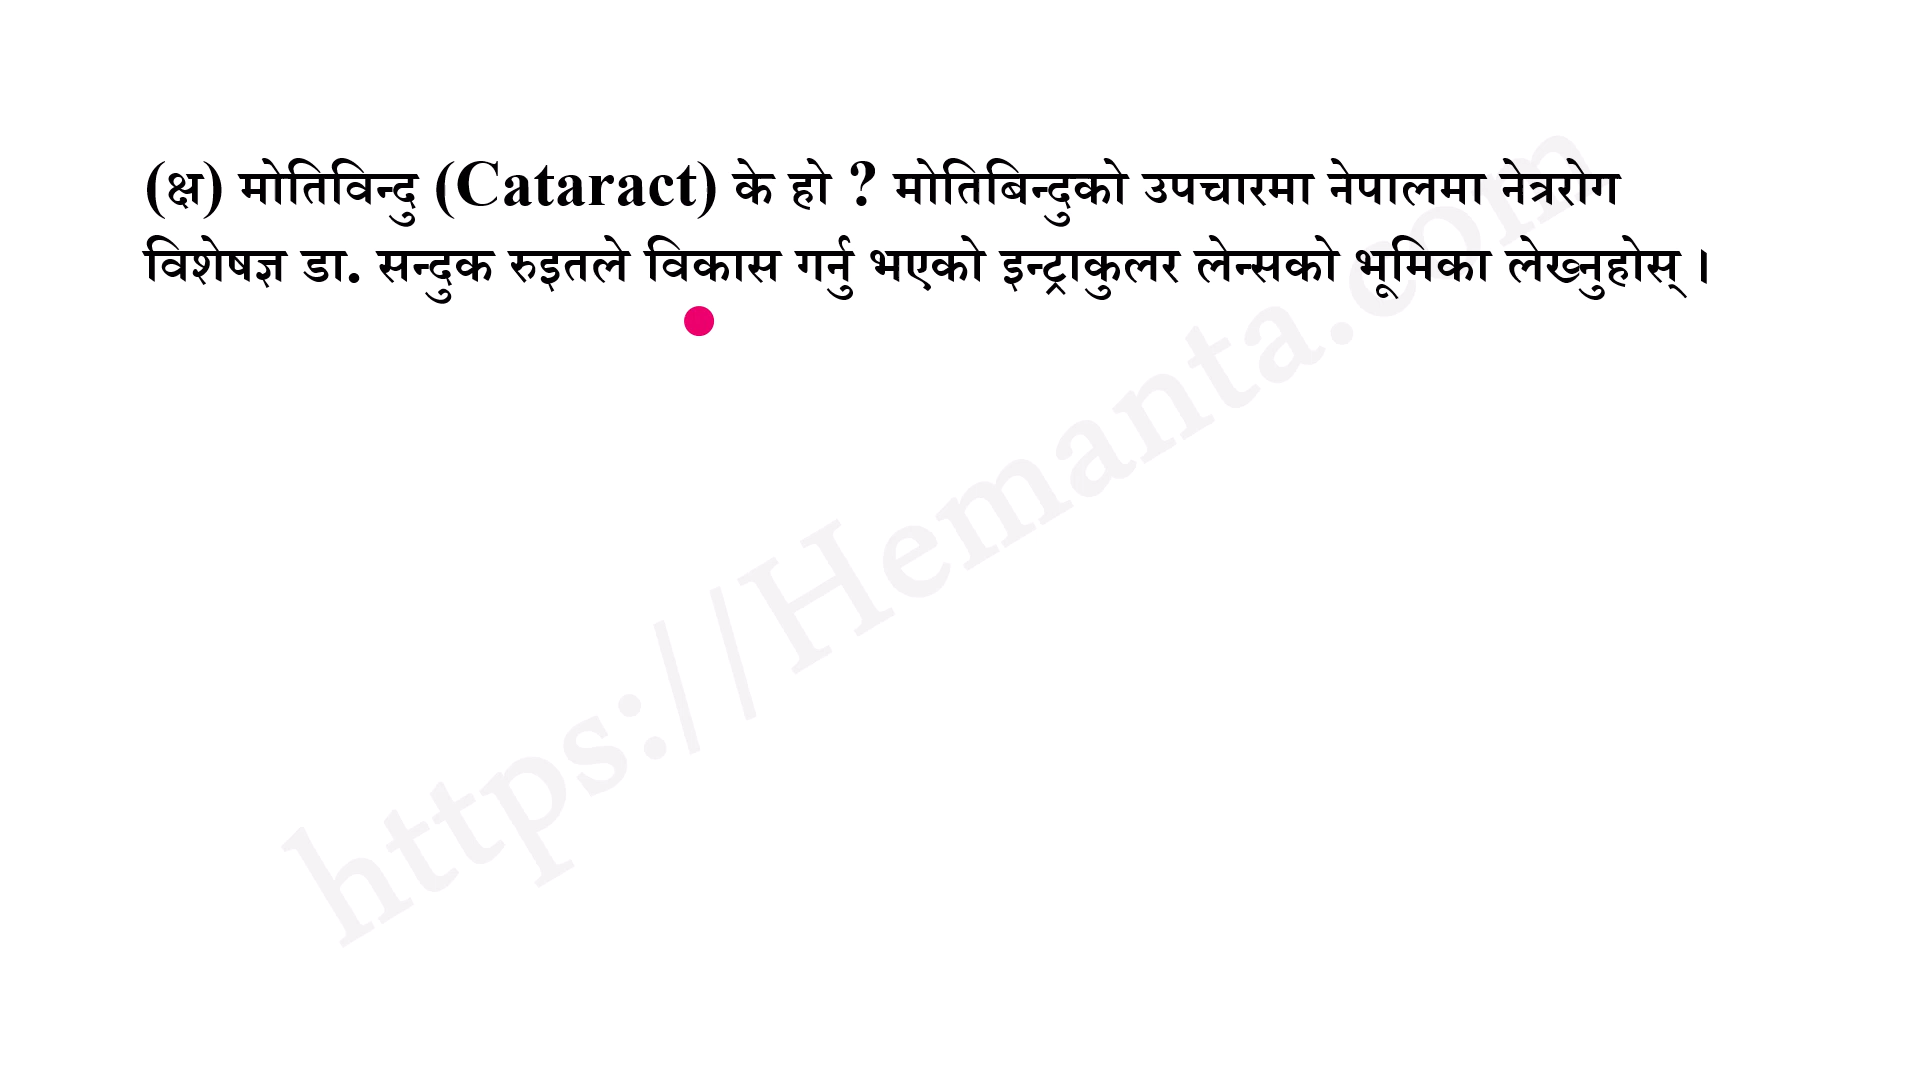 (क्ष) मोतिविन्दु (Cataract) के हो ? मोतिबिन्दुको उपचारमा नेपालमा नेत्ररोग
विशेषज्ञ डा. सन्दुक रुइतले विकास गर्नु भएको इन्ट्राकुलर लेन्सको भूमिका लेख्नुहोस् ।
https://Hemanta.com